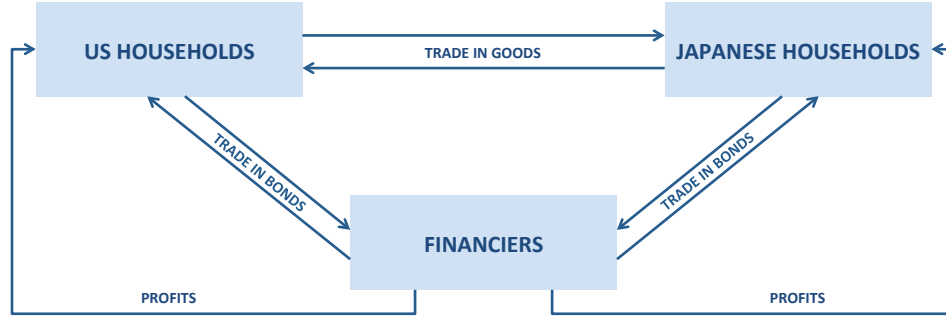 US HOUSEHOLDS
TRADE IN GOODS
JAPANESE HOUSEHOLDS
TRADE IN BONDS
TRADE IN BONDS
FINANCIERS
PROFITS
PROFITS